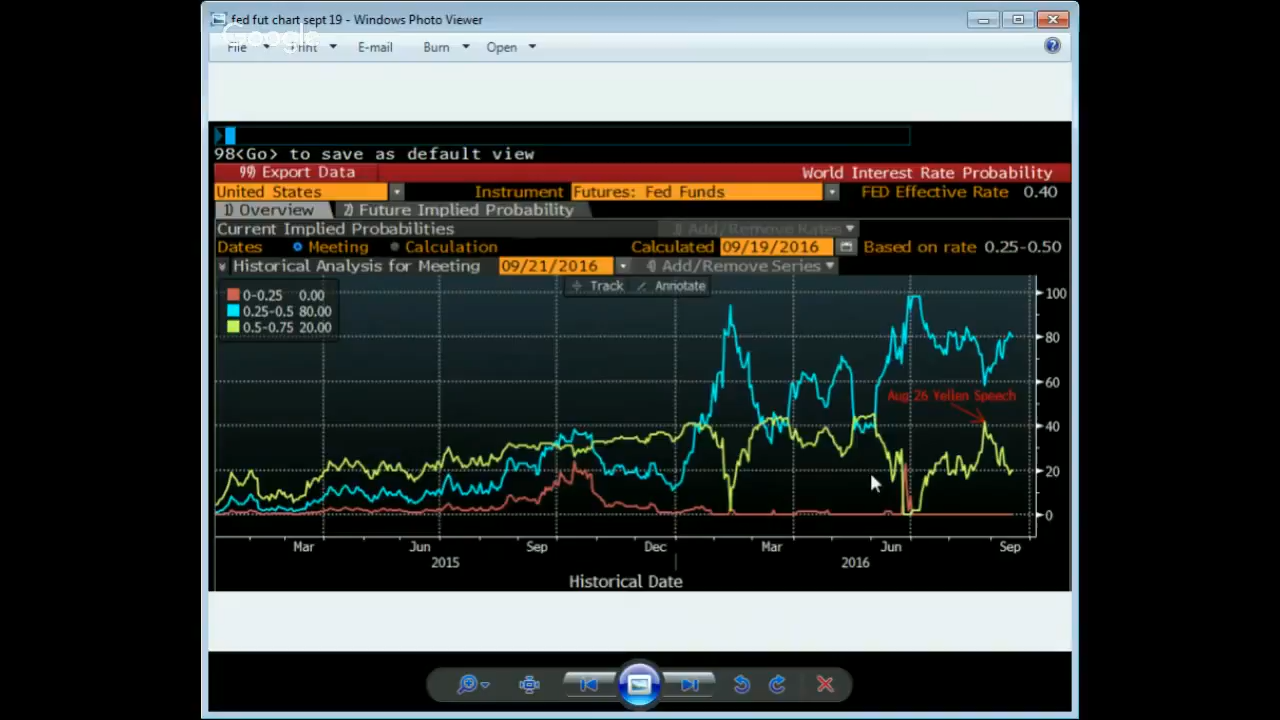 fed fut chart sept 19 - Windows Photo Viewer
Google
File Print E-mail Burn Open
98<Go> to save as default view
99) Export Data World Interest Rate Probability
United States Instrument Futures: Fed Funds FED Effective Rate 0.40
1) Overview 2) Future Implied Probability
Current Implied Probabilities Add/Remove Rates
Dates Meeting Calculation Calculated 09/19/2016 Based on rate 0.25-0.50
Historical Analysis for Meeting 09/21/2016 Add/Remove Series
Track Annotate
0-0.25 0.00
0.25-0.5 80.00
0.5-0.75 20.00
100
80
60
Aug 26 Yellen Speech
40
20
0
Mar Jun Sep Dec Mar Jun Sep
2015 2016
Historical Date